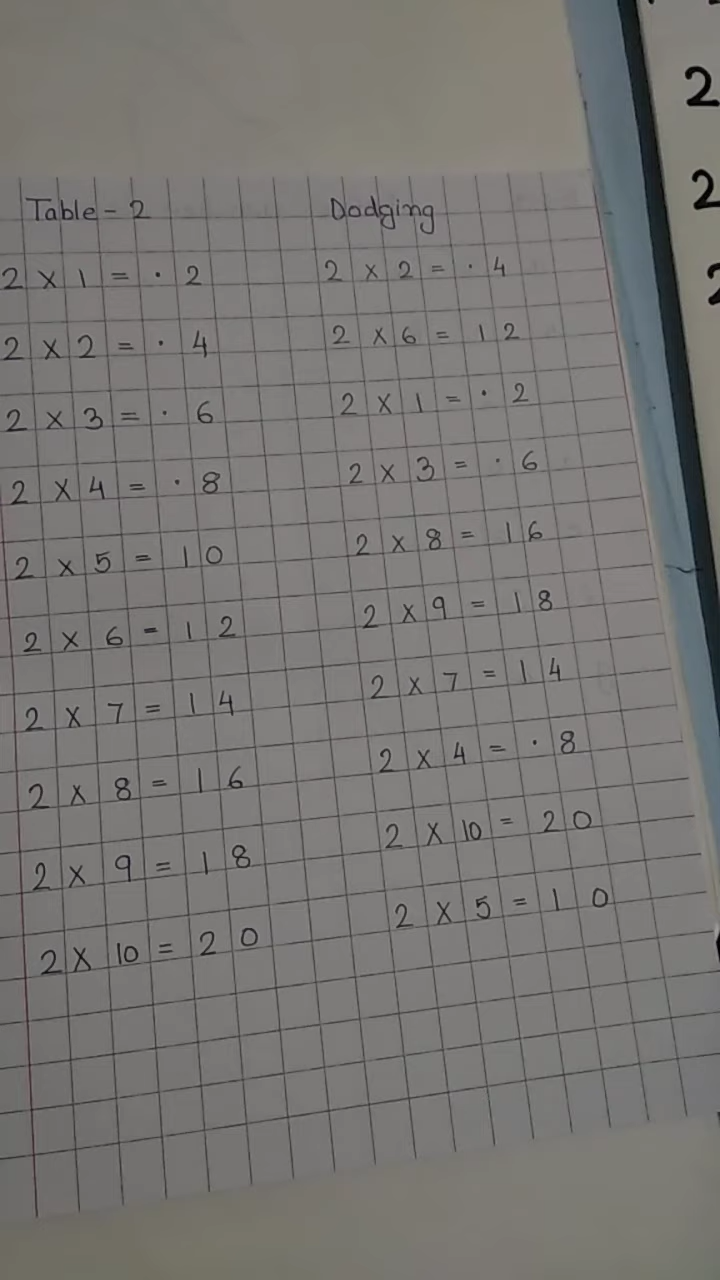 Table - 2
2 x 1 = . 2
2 x 2 = . 4
2 x 3 = . 6
2 x 4 = . 8
2 x 5 = 10
2 x 6 = 12
2 x 7 = 14
2 x 8 = 16
2 x 9 = 18
2 x 10 = 20
Dodging
2 x 2 = . 4
2 x 6 = 12
2 x 1 = . 2
2 x 3 = . 6
2 x 8 = 16
2 x 9 = 18
2 x 7 = 14
2 x 4 = . 8
2 x 10 = 20
2 x 5 = 10
2
2